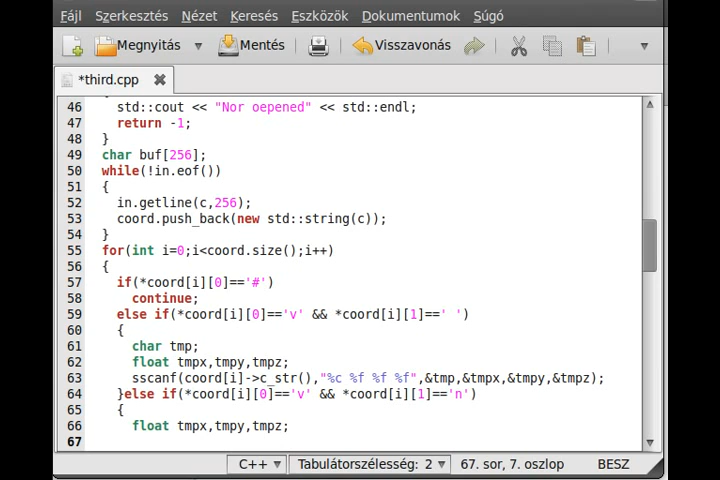 Fájl Szerkesztés Nézet Keresés Eszközök Dokumentumok Súgó
Megnyitás Mentés Visszavonás
*third.cpp
46 std::cout << "Nor oepened" << std::endl;
47 return -1;
48 }
49 char buf[256];
50 while(!in.eof())
51 {
52 in.getline(c,256);
53 coord.push_back(new std::string(c));
54 }
55 for(int i=0;i<coord.size();i++)
56 {
57 if(*coord[i][0]=='#')
58 continue;
59 else if(*coord[i][0]=='v' && *coord[i][1]==' ')
60 {
61 char tmp;
62 float tmpx,tmpy,tmpz;
63 sscanf(coord[i]->c_str(),"%c %f %f %f",&tmp,&tmpx,&tmpy,&tmpz);
64 }else if(*coord[i][0]=='v' && *coord[i][1]=='n')
65 {
66 float tmpx,tmpy,tmpz;
67
C++ Tabulátorszélesség: 2 67. sor, 7. oszlop BESZ